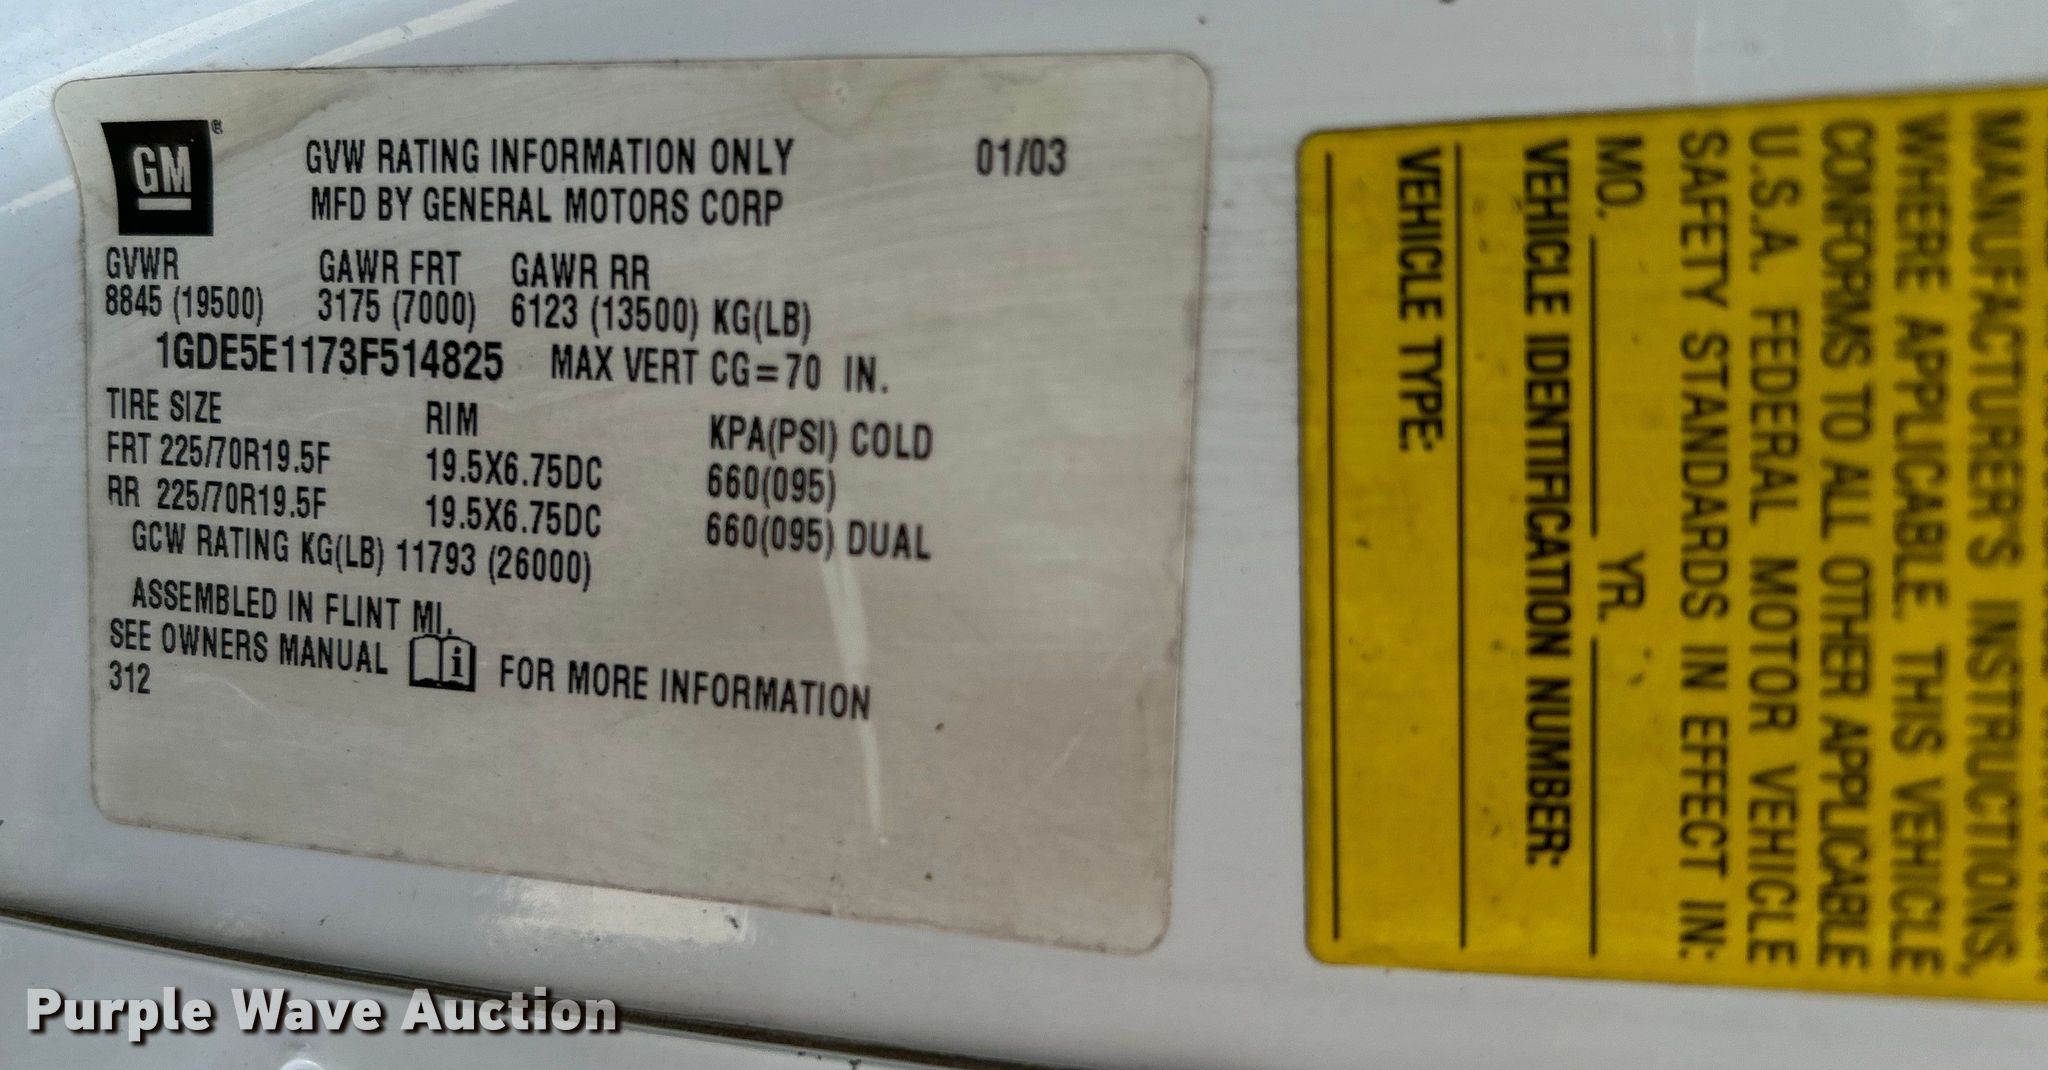 GM ®
GVW RATING INFORMATION ONLY 01/03
MFD BY GENERAL MOTORS CORP
GVWR GAWR FRT GAWR RR
8845 (19500) 3175 (7000) 6123 (13500) KG(LB)
1GDE5E1173F514825 MAX VERT CG=70 IN.
TIRE SIZE RIM KPA(PSI) COLD
FRT 225/70R19.5F 19.5X6.75DC 660(095)
RR 225/70R19.5F 19.5X6.75DC 660(095) DUAL
GCW RATING KG(LB) 11793 (26000)
ASSEMBLED IN FLINT MI.
SEE OWNERS MANUAL i FOR MORE INFORMATION
312
MANUFACTURER'S INSTRUCTIONS,
WHERE APPLICABLE. THIS VEHICLE
CONFORMS TO ALL OTHER APPLICABLE
U.S.A. FEDERAL MOTOR VEHICLE
SAFETY STANDARDS IN EFFECT IN:
MO. YR.
VEHICLE IDENTIFICATION NUMBER:
VEHICLE TYPE:
Purple Wave Auction